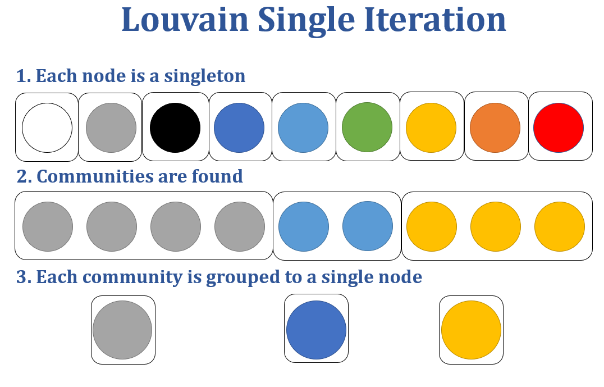 Louvain Single Iteration
1. Each node is a singleton
2. Communities are found
3. Each community is grouped to a single node